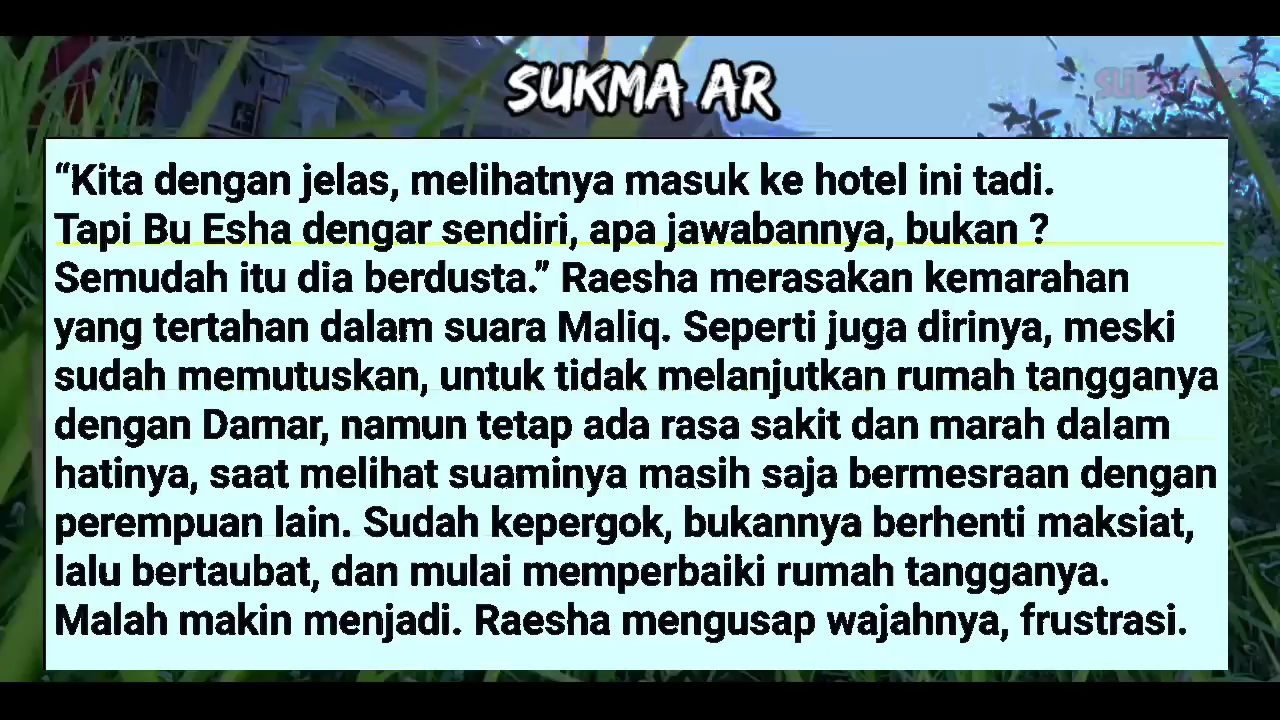 SUKMA AR
“Kita dengan jelas, melihatnya masuk ke hotel ini tadi.
Tapi Bu Esha dengar sendiri, apa jawabannya, bukan ?
Semudah itu dia berdusta.” Raesha merasakan kemarahan
yang tertahan dalam suara Maliq. Seperti juga dirinya, meski
sudah memutuskan, untuk tidak melanjutkan rumah tangganya
dengan Damar, namun tetap ada rasa sakit dan marah dalam
hatinya, saat melihat suaminya masih saja bermesraan dengan
perempuan lain. Sudah kepergok, bukannya berhenti maksiat,
lalu bertaubat, dan mulai memperbaiki rumah tangganya.
Malah makin menjadi. Raesha mengusap wajahnya, frustrasi.